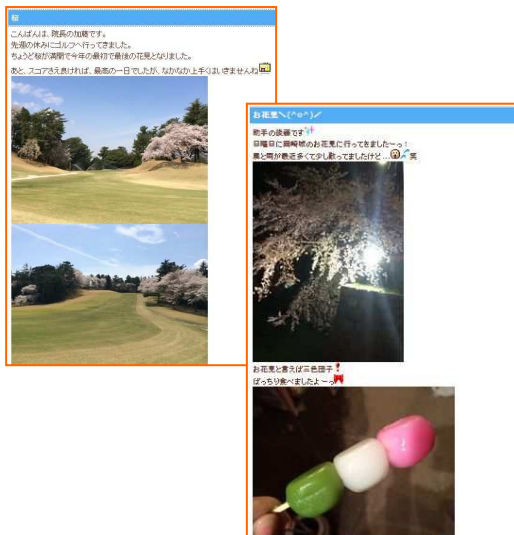 桜
こんばんは、院長の加藤です。
先週の休みにゴルフへ行ってきました。
ちょうど桜が満開で今年の最初で最後の花見となりました。
あと、スコアさえ良ければ、最高の一日でしたが、なかなか上手くはいきませんね
お花見＼(^o^)／
助手の後藤です
日曜日に岡崎城のお花見に行ってきました〜っ！
風と雨が最近多くて少し散ってましたけど…笑
お花見と言えば三色団子
ばっちり食べましたよ〜っ